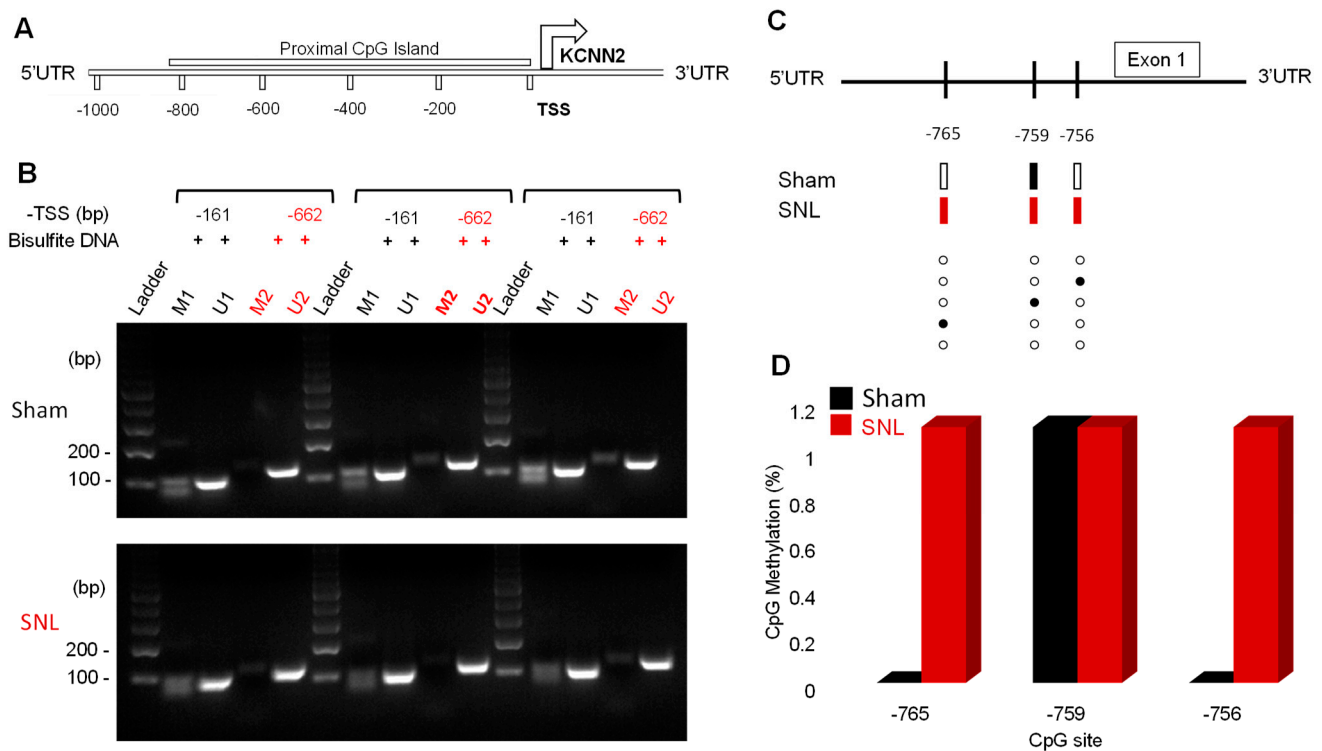 A
Proximal CpG Island
KCNN2
5'UTR
3'UTR
-1000 -800 -600 -400 -200 TSS
B
-TSS (bp) -161 -662 -161 -662 -161 -662
Bisulfite DNA + + + + + + + + + + + +
Ladder M1 U1 M2 U2 Ladder M1 U1 M2 U2 Ladder M1 U1 M2 U2
(bp)
Sham
200 -
100 -
(bp)
SNL
200 -
100 -
C
Exon 1
5'UTR
3'UTR
-765 -759 -756
Sham
SNL
D
Sham
SNL
1.2
1
0.8
0.6
0.4
0.2
0
CpG Methylation (%)
-765 -759 -756
CpG site